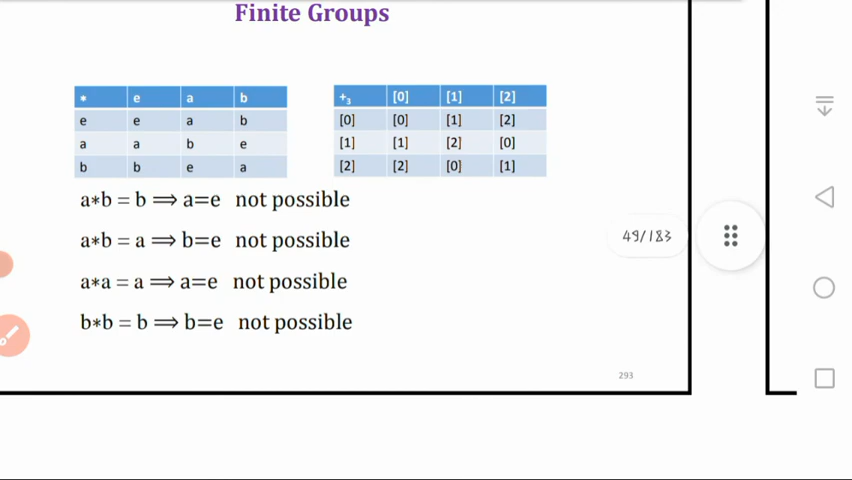 Finite Groups
* e a b
e e a b
a a b e
b b e a
+₃ [0] [1] [2]
[0] [0] [1] [2]
[1] [1] [2] [0]
[2] [2] [0] [1]
a∗b = b ⟹ a=e not possible
a∗b = a ⟹ b=e not possible
a∗a = a ⟹ a=e not possible
b∗b = b ⟹ b=e not possible
49/183
293